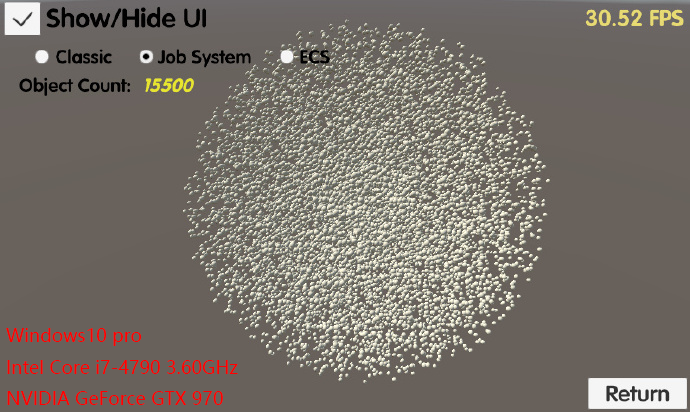 Show/Hide UI
30.52 FPS
Classic
Job System
ECS
Object Count: 15500
Windows10 pro
Intel Core i7-4790 3.60GHz
NVIDIA GeForce GTX 970
Return